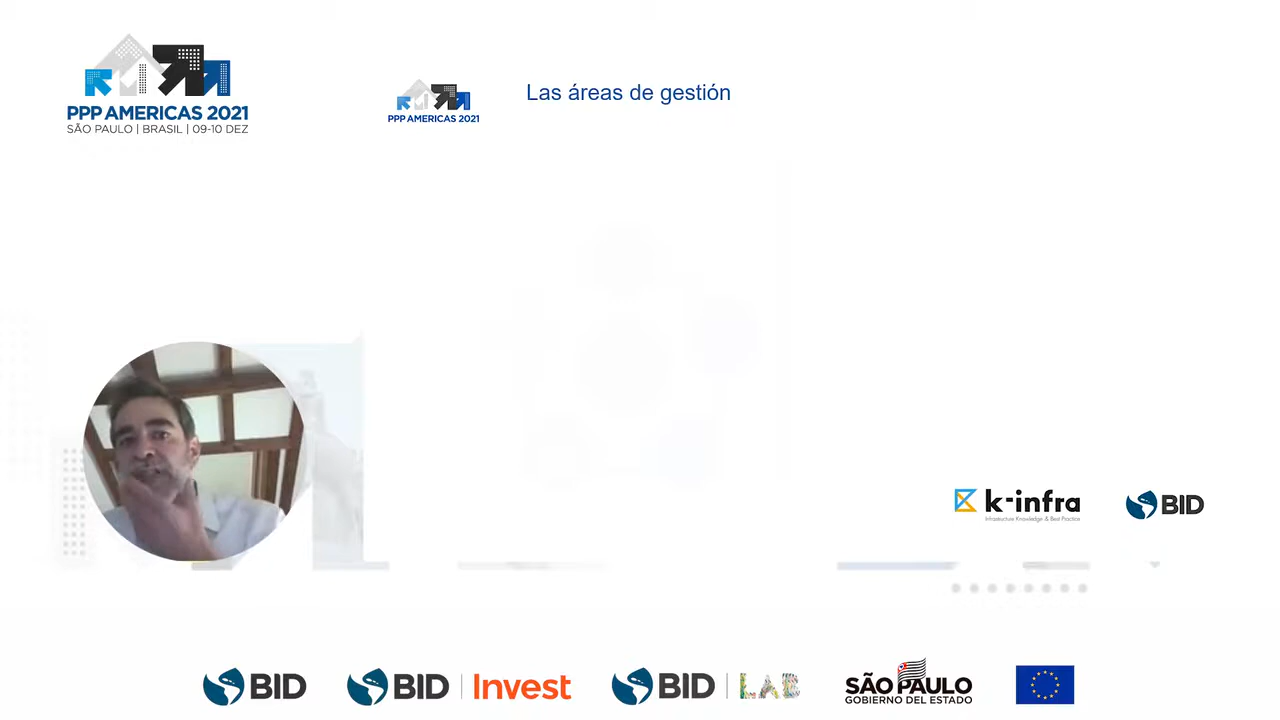 PPP AMERICAS 2021
SÃO PAULO | BRASIL | 09-10 DEZ
PPP AMERICAS 2021
Las áreas de gestión
k-infra
Infrastructure Knowledge & Best Practice
BID
BID
BID | Invest
BID | LAB
SÃO PAULO
GOBIERNO DEL ESTADO